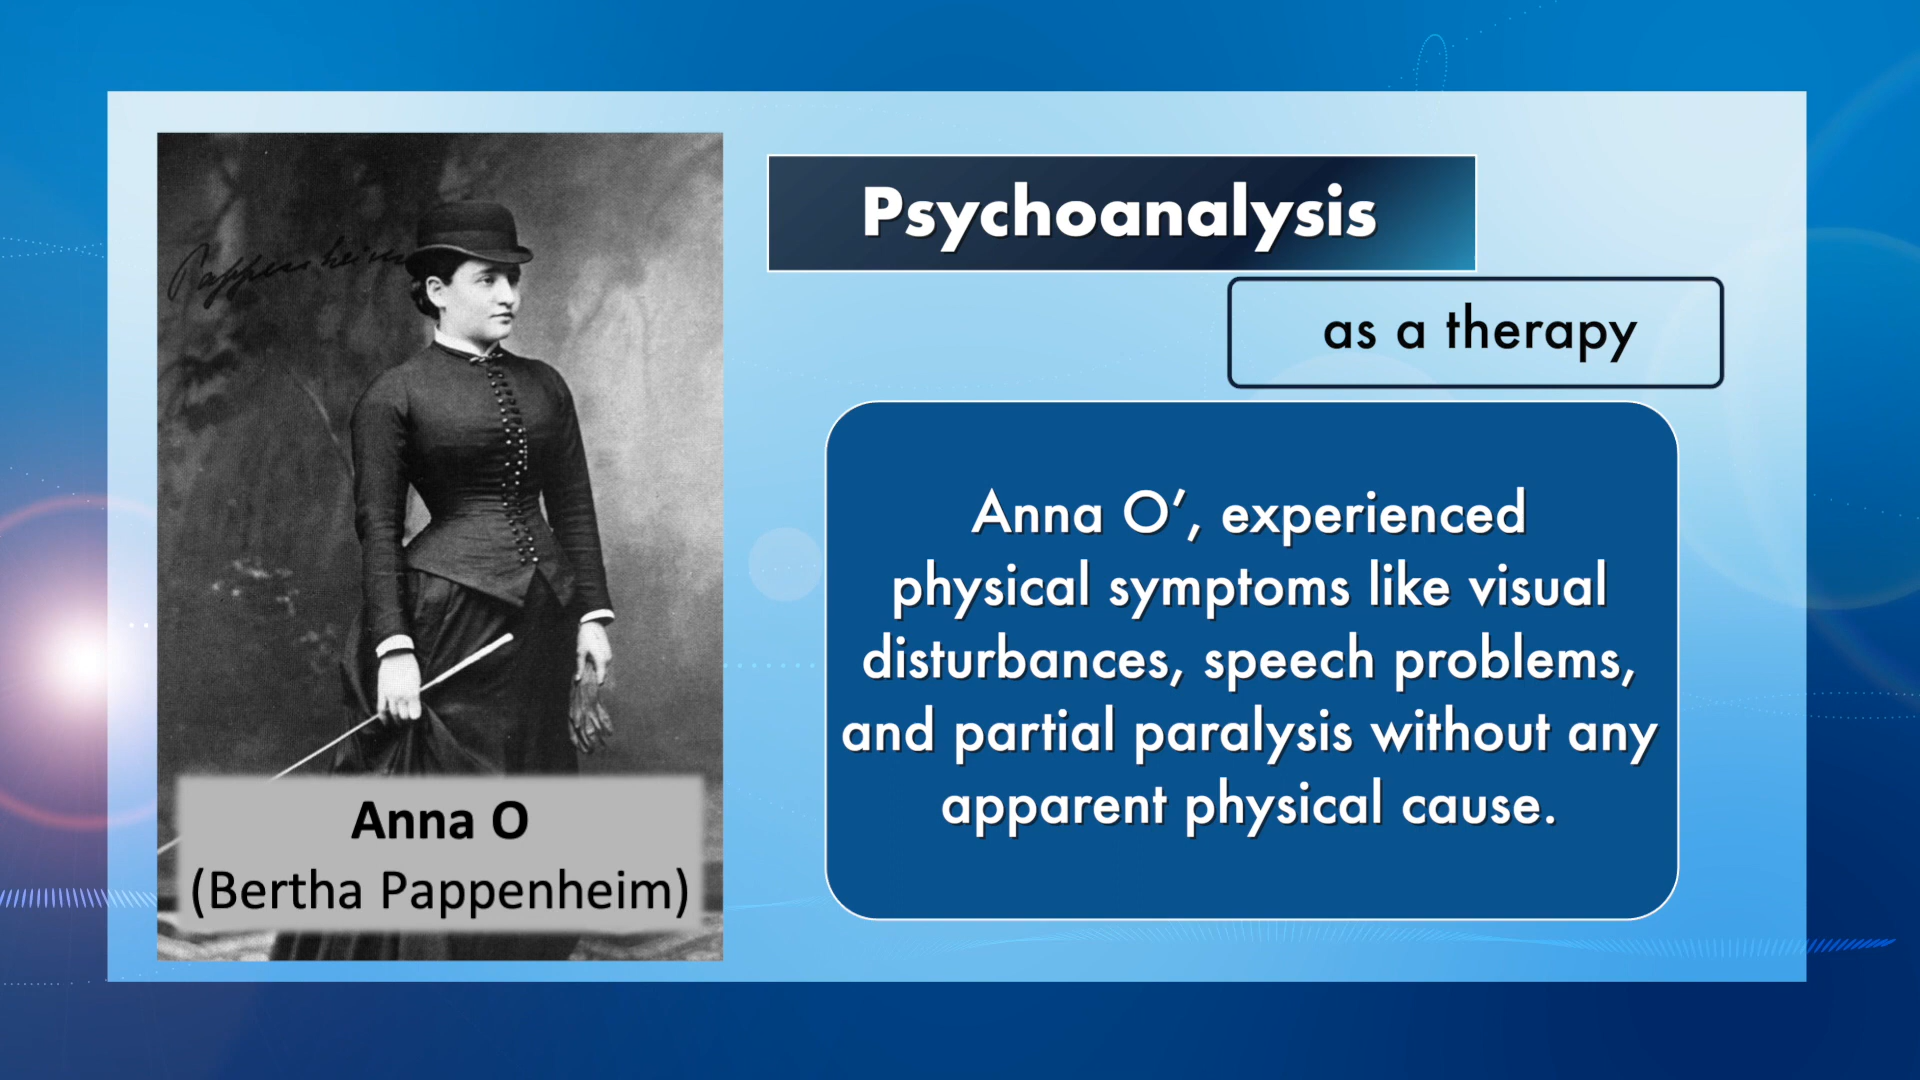 Pappenheim
Psychoanalysis
as a therapy
Anna O’, experienced
physical symptoms like visual
disturbances, speech problems,
and partial paralysis without any
apparent physical cause.
Anna O
(Bertha Pappenheim)